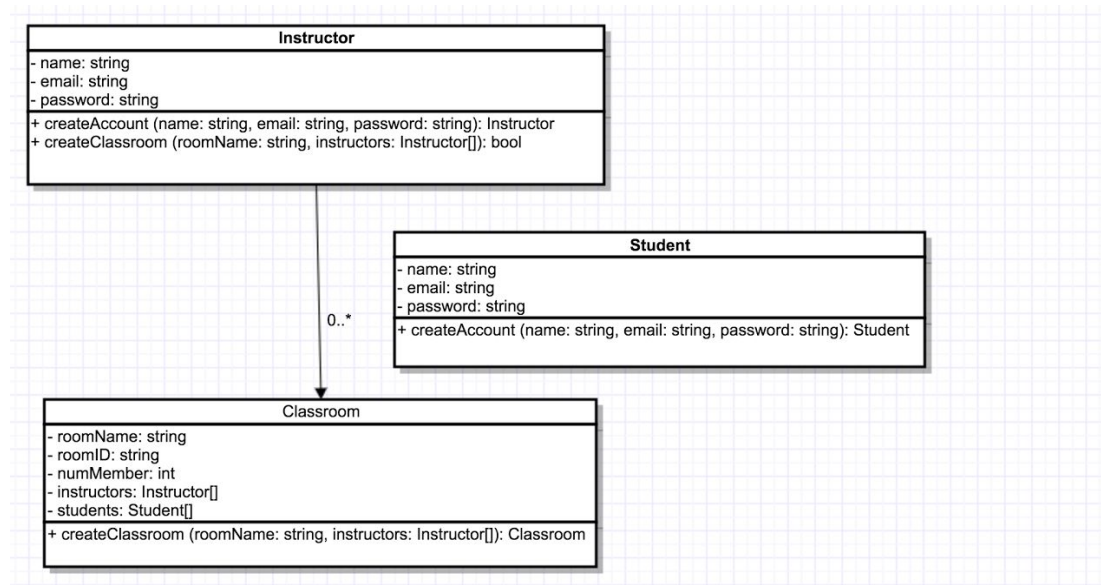 Instructor
- name: string
- email: string
- password: string
+ createAccount (name: string, email: string, password: string): Instructor
+ createClassroom (roomName: string, instructors: Instructor[]): bool
Student
- name: string
- email: string
- password: string
+ createAccount (name: string, email: string, password: string): Student
0..*
Classroom
- roomName: string
- roomID: string
- numMember: int
- instructors: Instructor[]
- students: Student[]
+ createClassroom (roomName: string, instructors: Instructor[]): Classroom